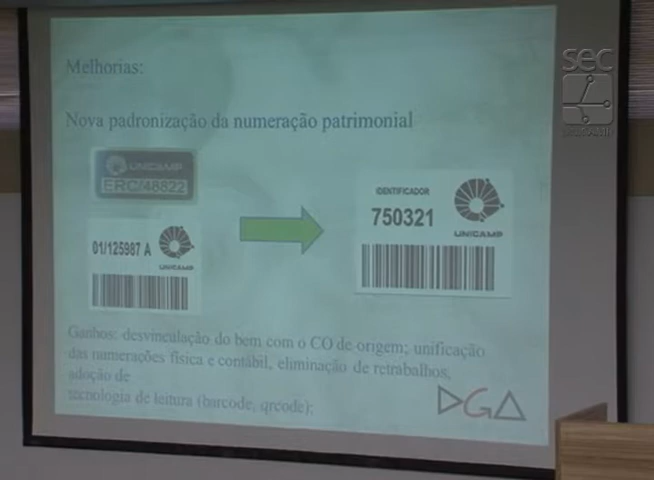 sec
Melhorias:
Nova padronização da numeração patrimonial
UNICAMP
ERC/48822
01/125987 A
UNICAMP
IDENTIFICADOR
750321
UNICAMP
Ganhos: desvinculação do bem com o CO de origem; unificação
das numerações física e contábil, eliminação de retrabalhos,
adoção de
tecnologia de leitura (barcode, qrcode);
DGA